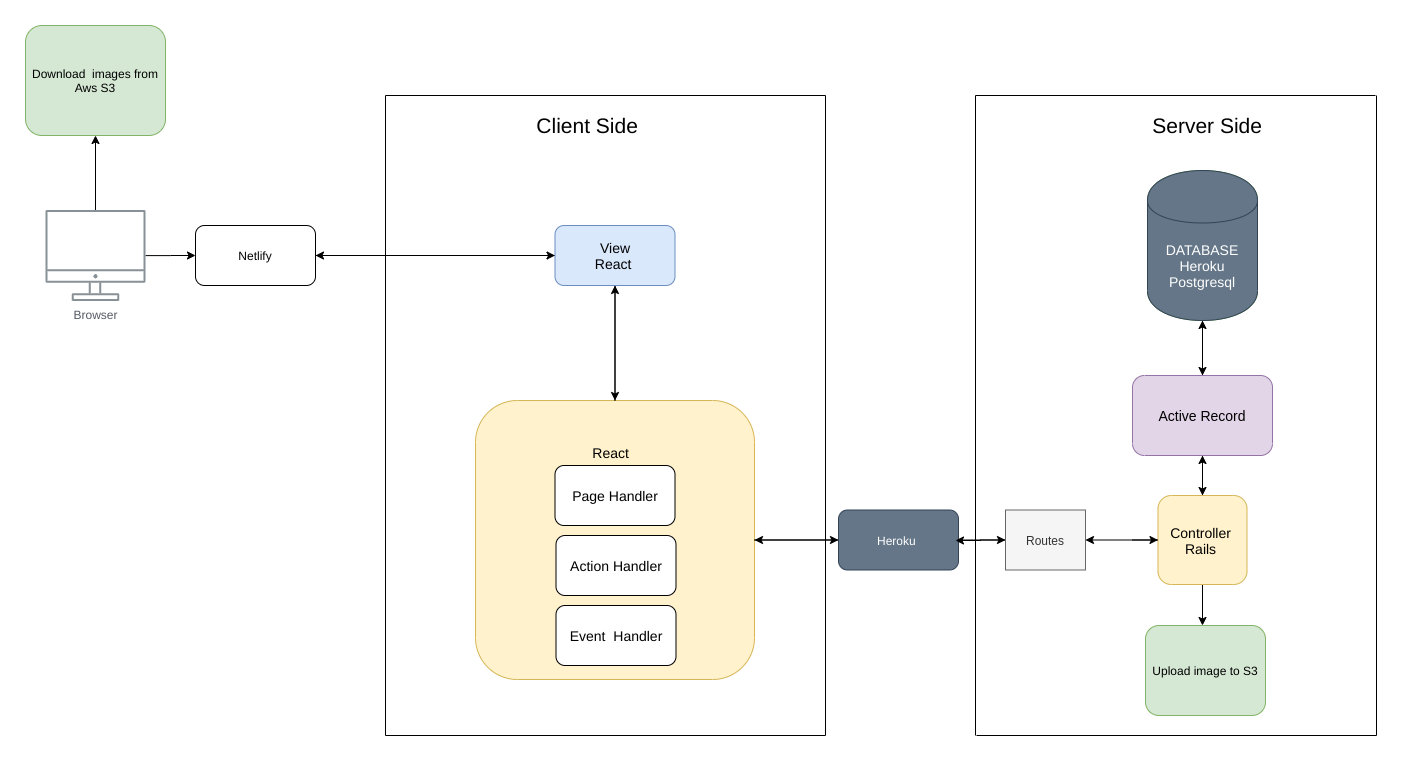 Download  images from
Aws S3
Client Side
Server Side
Netlify
View
React
DATABASE
Heroku
Postgresql
Browser
Active Record
React
Page Handler
Action Handler
Event  Handler
Heroku
Routes
Controller
Rails
Upload image to S3